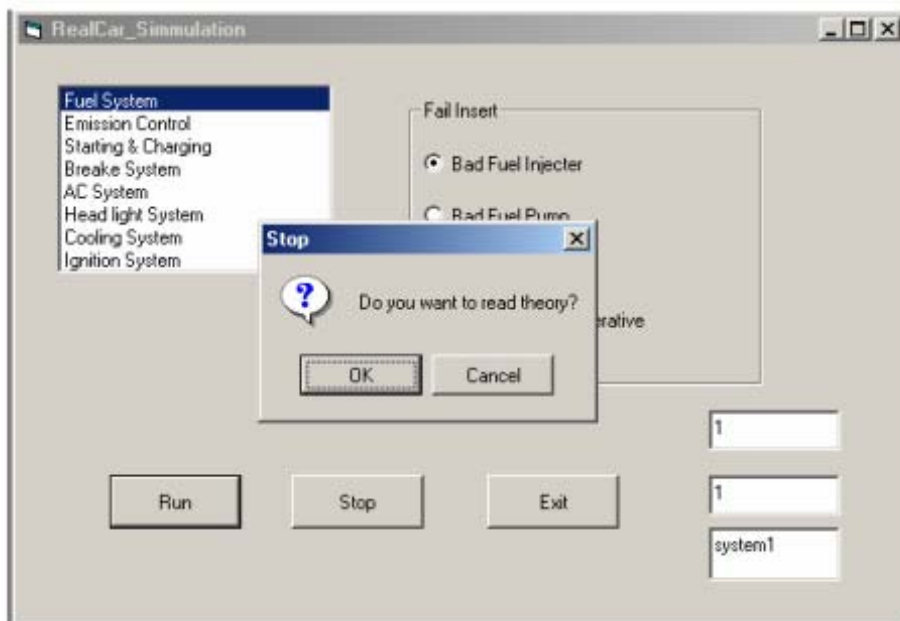 RealCar_Simmulation
Fuel System
Emission Control
Starting & Charging
Breake System
AC System
Head light System
Cooling System
Ignition System
Fail Insert
Bad Fuel Injecter
Bad Fuel Pump
Stop
Do you want to read theory?
OK
Cancel
1
1
system1
Run
Stop
Exit